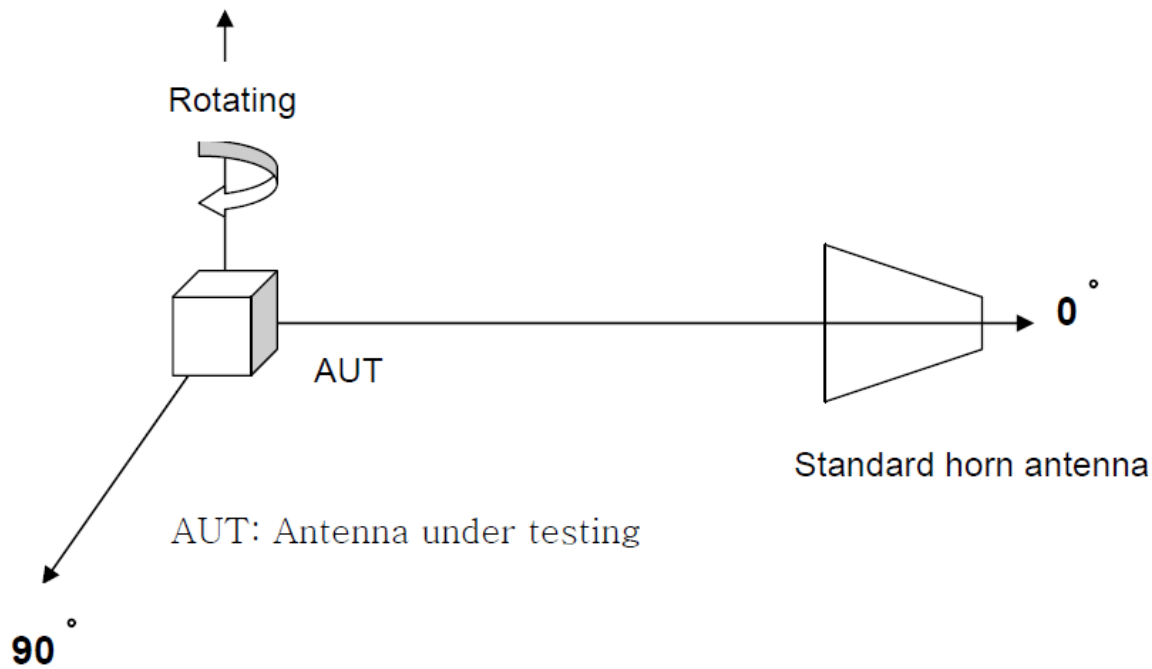 Rotating
0°
AUT
Standard horn antenna
AUT: Antenna under testing
90°